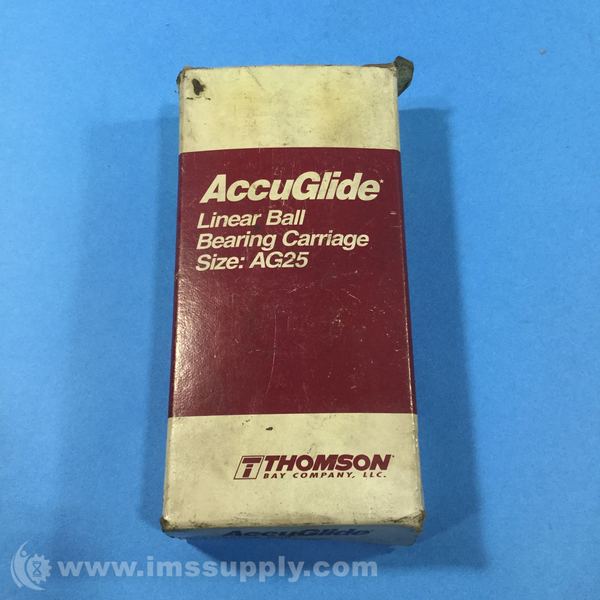 AccuGlide
Linear Ball
Bearing Carriage
Size: AG25
THOMSON
BAY COMPANY, LLC.
AccuGlide
www.imssupply.com